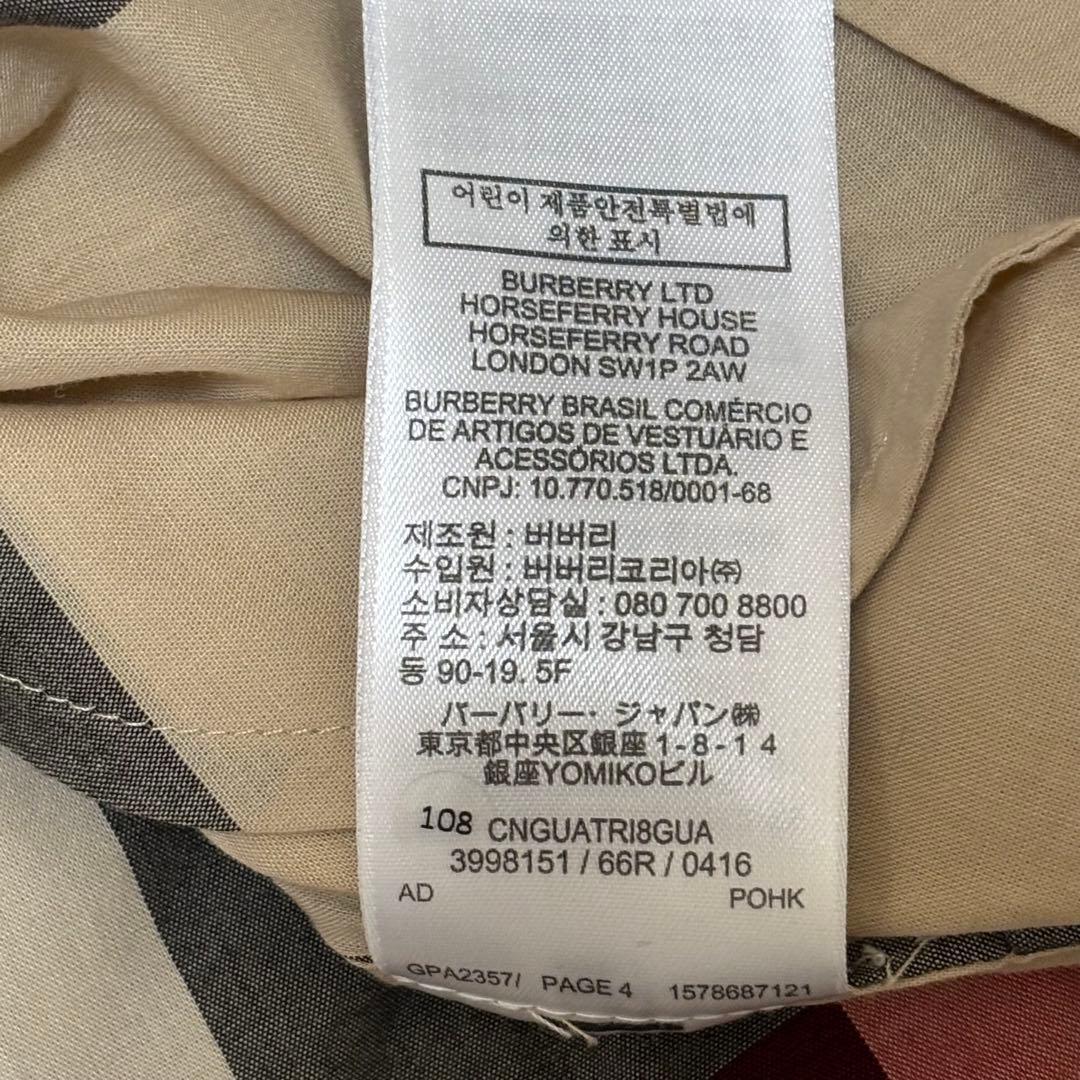 어린이 제품안전특별법에
의한 표시
BURBERRY LTD
HORSEFERRY HOUSE
HORSEFERRY ROAD
LONDON SW1P 2AW
BURBERRY BRASIL COMÉRCIO
DE ARTIGOS DE VESTUÁRIO E
ACESSÓRIOS LTDA.
CNPJ: 10.770.518/0001-68
제조원 : 버버리
수입원 : 버버리코리아㈜
소비자상담실 : 080 700 8800
주 소 : 서울시 강남구 청담
동 90-19. 5F
バーバリー・ジャパン㈱
東京都中央区銀座1-8-14
銀座YOMIKOビル
108 CNGUATRI8GUA
3998151 / 66R / 0416
AD POHK
GPA2357/ PAGE 4 1578687121